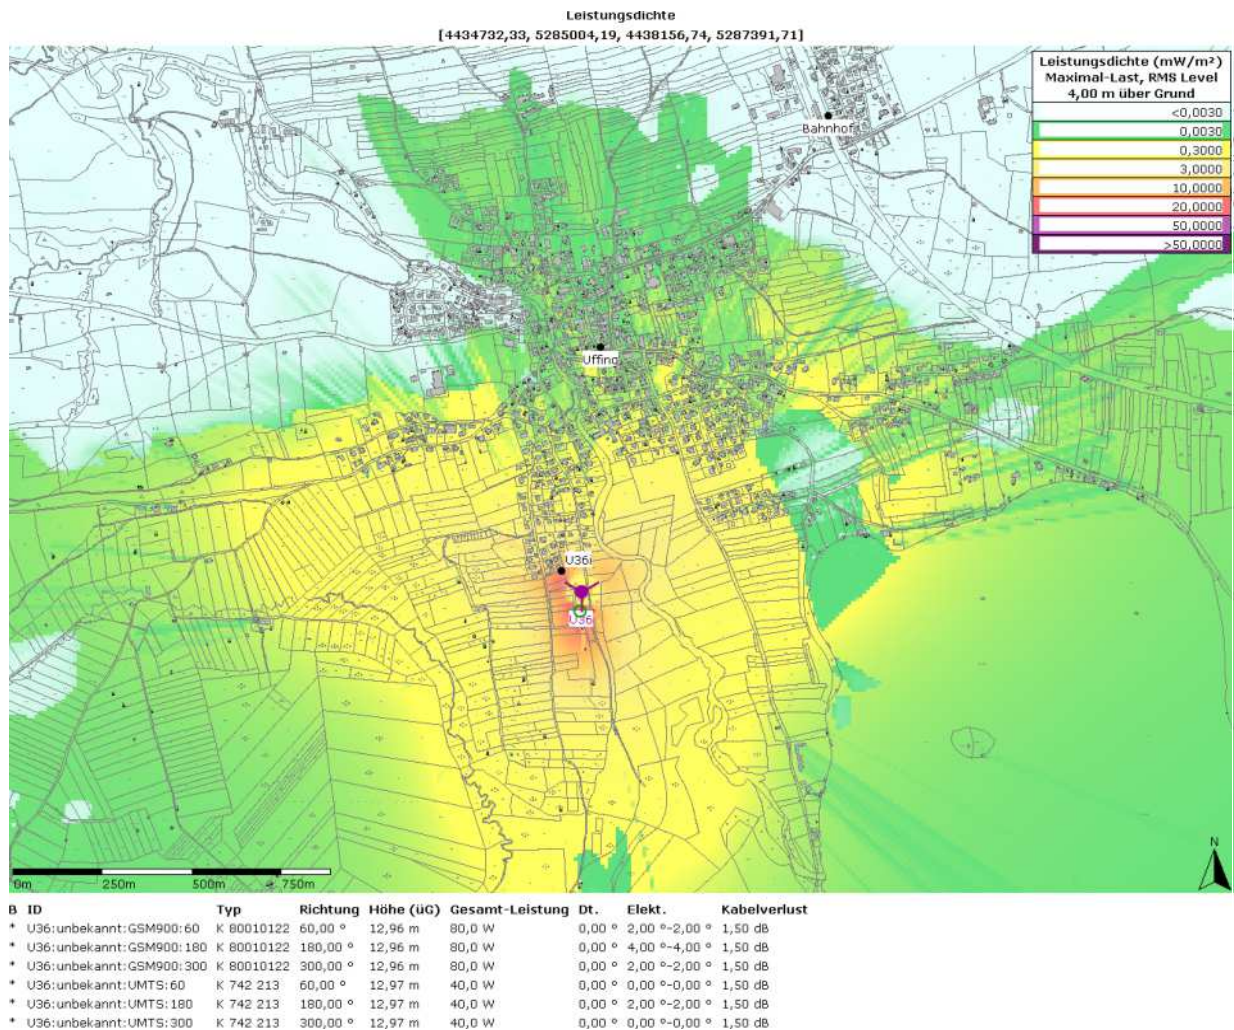 Leistungsdichte
[4434732,33, 5285004,19, 4438156,74, 5287391,71]
Leistungsdichte (mW/m²)
Maximal-Last, RMS Level
4,00 m über Grund
<0,0030
0,0030
0,3000
3,0000
10,0000
20,0000
50,0000
>50,0000
Bahnhof
Uffing
U36i
U36
N
0m 250m 500m 750m
B ID Typ Richtung Höhe (üG) Gesamt-Leistung Dt. Elekt. Kabelverlust
* U36:unbekannt:GSM900:60 K 80010122 60,00 ° 12,96 m 80,0 W 0,00 ° 2,00 °-2,00 ° 1,50 dB
* U36:unbekannt:GSM900:180 K 80010122 180,00 ° 12,96 m 80,0 W 0,00 ° 4,00 °-4,00 ° 1,50 dB
* U36:unbekannt:GSM900:300 K 80010122 300,00 ° 12,96 m 80,0 W 0,00 ° 2,00 °-2,00 ° 1,50 dB
* U36:unbekannt:UMTS:60 K 742 213 60,00 ° 12,97 m 40,0 W 0,00 ° 0,00 °-0,00 ° 1,50 dB
* U36:unbekannt:UMTS:180 K 742 213 180,00 ° 12,97 m 40,0 W 0,00 ° 2,00 °-2,00 ° 1,50 dB
* U36:unbekannt:UMTS:300 K 742 213 300,00 ° 12,97 m 40,0 W 0,00 ° 0,00 °-0,00 ° 1,50 dB